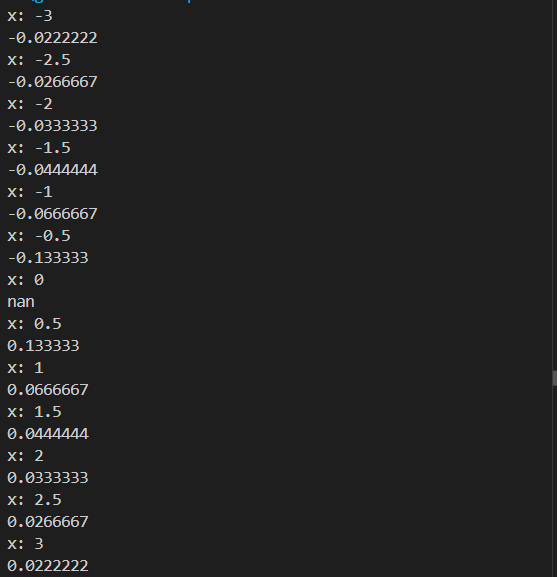 x: -3
-0.0222222
x: -2.5
-0.0266667
x: -2
-0.0333333
x: -1.5
-0.0444444
x: -1
-0.0666667
x: -0.5
-0.133333
x: 0
nan
x: 0.5
0.133333
x: 1
0.0666667
x: 1.5
0.0444444
x: 2
0.0333333
x: 2.5
0.0266667
x: 3
0.0222222